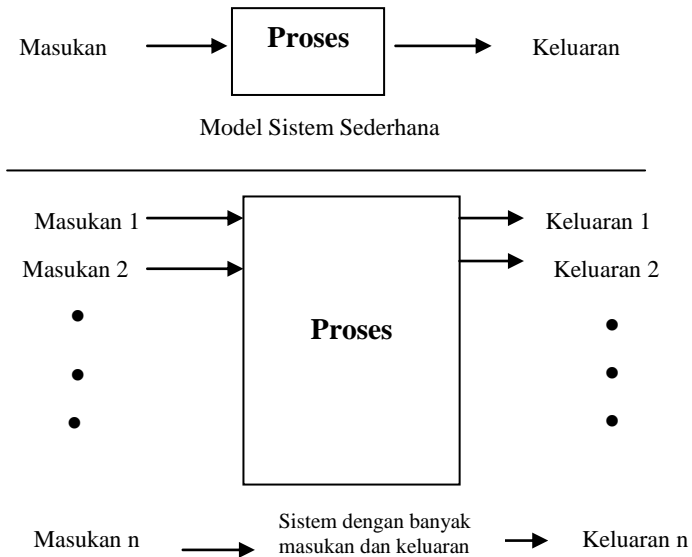 Masukan Proses Keluaran
Model Sistem Sederhana
Masukan 1 Keluaran 1
Masukan 2 Keluaran 2
Proses
Masukan n Sistem dengan banyak Keluaran n
masukan dan keluaran